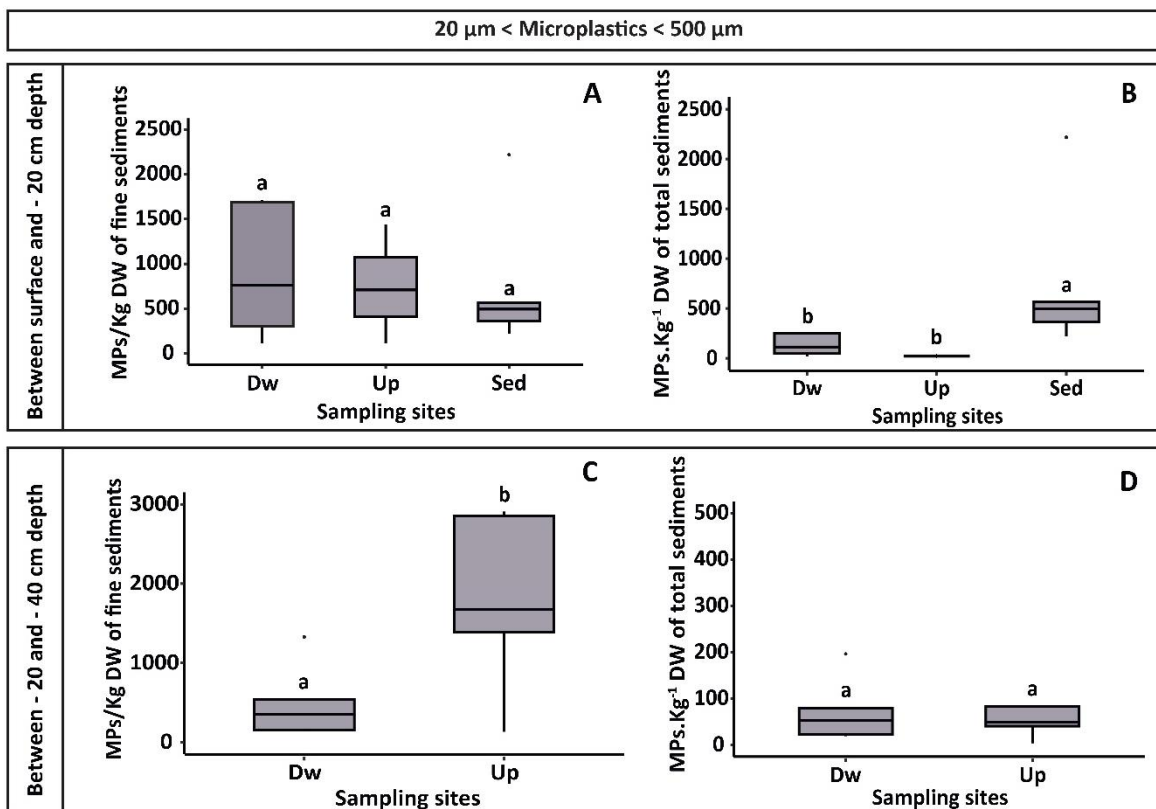 20 µm < Microplastics < 500 µm
Between surface and - 20 cm depth
A
MPs/Kg DW of fine sediments
2500
2000
1500
1000
500
0
a
a
a
Dw Up Sed
Sampling sites
B
MPs.Kg⁻¹ DW of total sediments
2500
2000
1500
1000
500
0
b
b
a
Dw Up Sed
Sampling sites
Between - 20 and - 40 cm depth
C
MPs/Kg DW of fine sediments
3000
2000
1000
0
a
b
Dw Up
Sampling sites
D
MPs.Kg⁻¹ DW of total sediments
500
400
300
200
100
0
a
a
Dw Up
Sampling sites